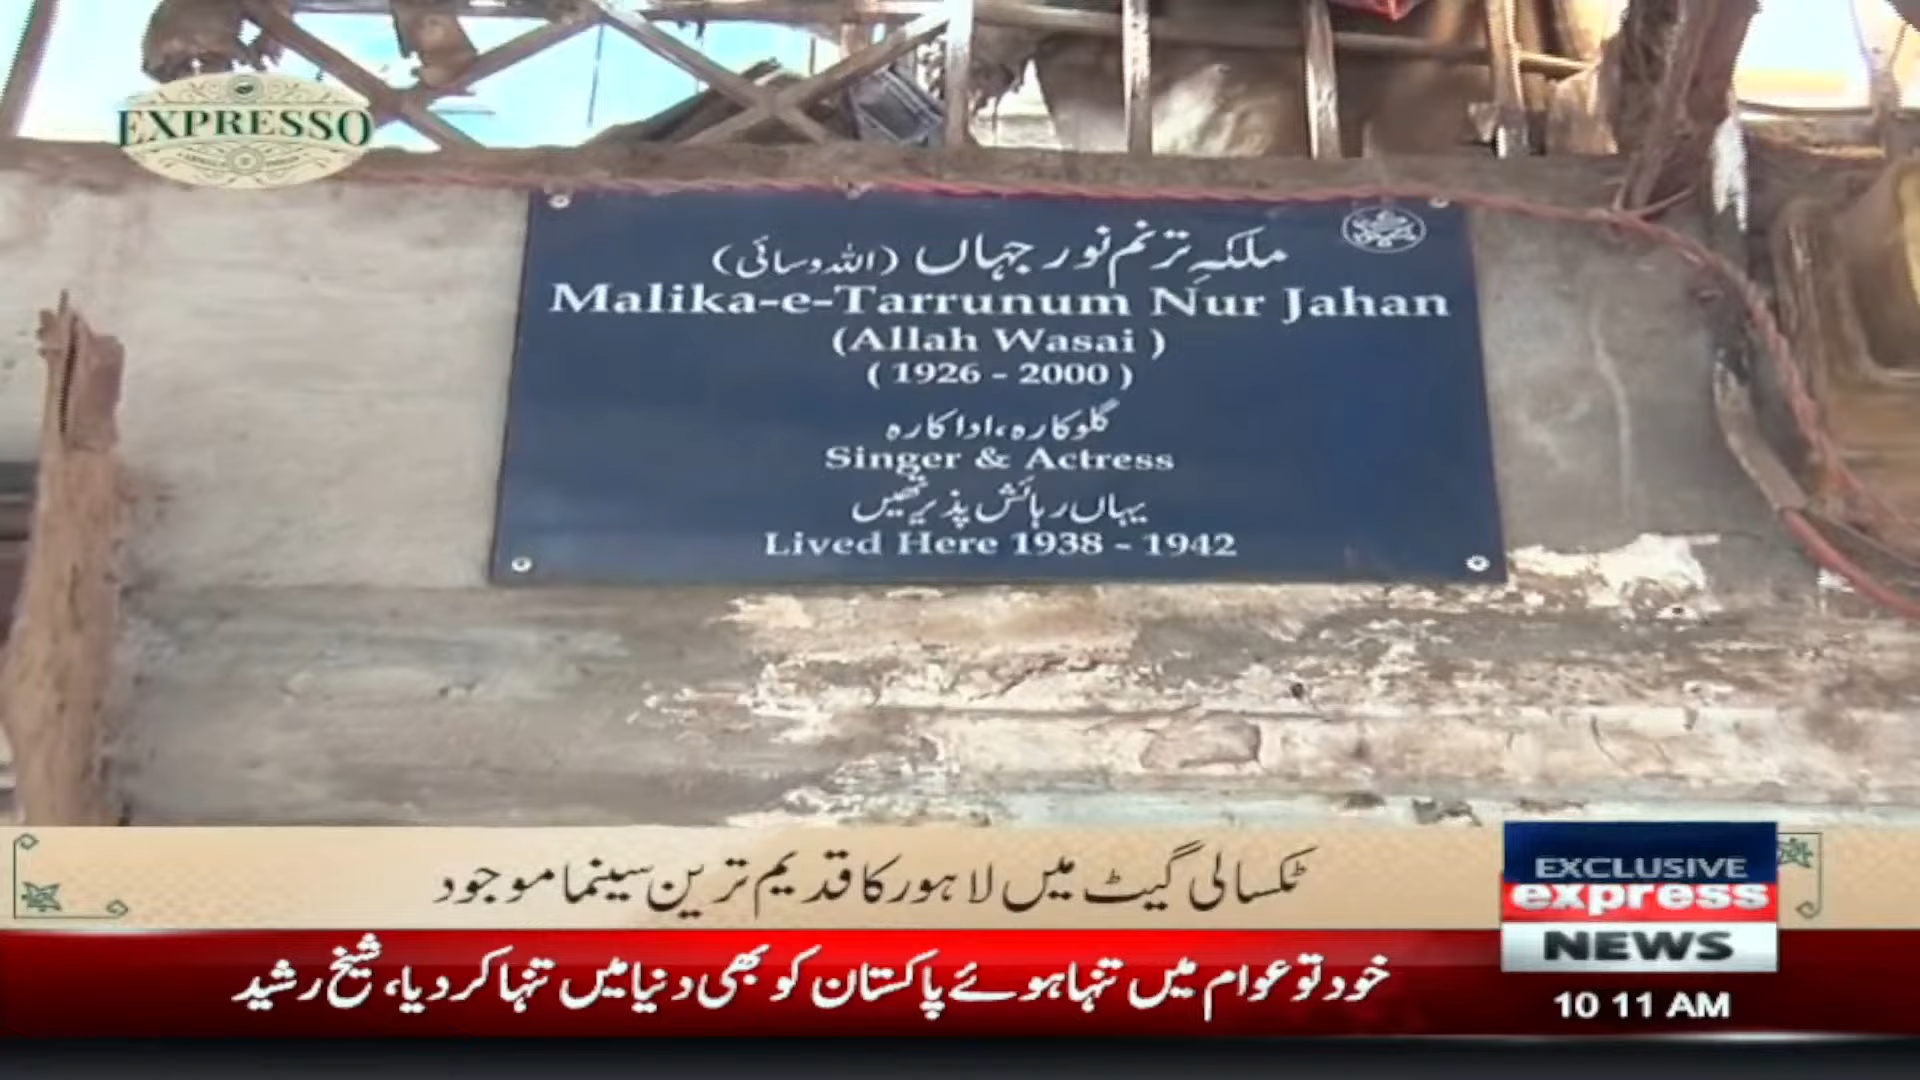 EXPRESSO
ملکہِ ترنم نور جہاں (اللہ وسائی)
Malika-e-Tarrunum Nur Jahan
(Allah Wasai )
( 1926 - 2000 )
گلوکارہ، اداکارہ
Singer & Actress
یہاں رہائش پذیر تھیں
Lived Here 1938 - 1942
ٹکسالی گیٹ میں لاہور کا قدیم ترین سینما موجود
EXCLUSIVE
express
NEWS
خود تو عوام میں تنہا ہوئے پاکستان کو بھی دنیا میں تنہا کر دیا، شیخ رشید
10 11 AM